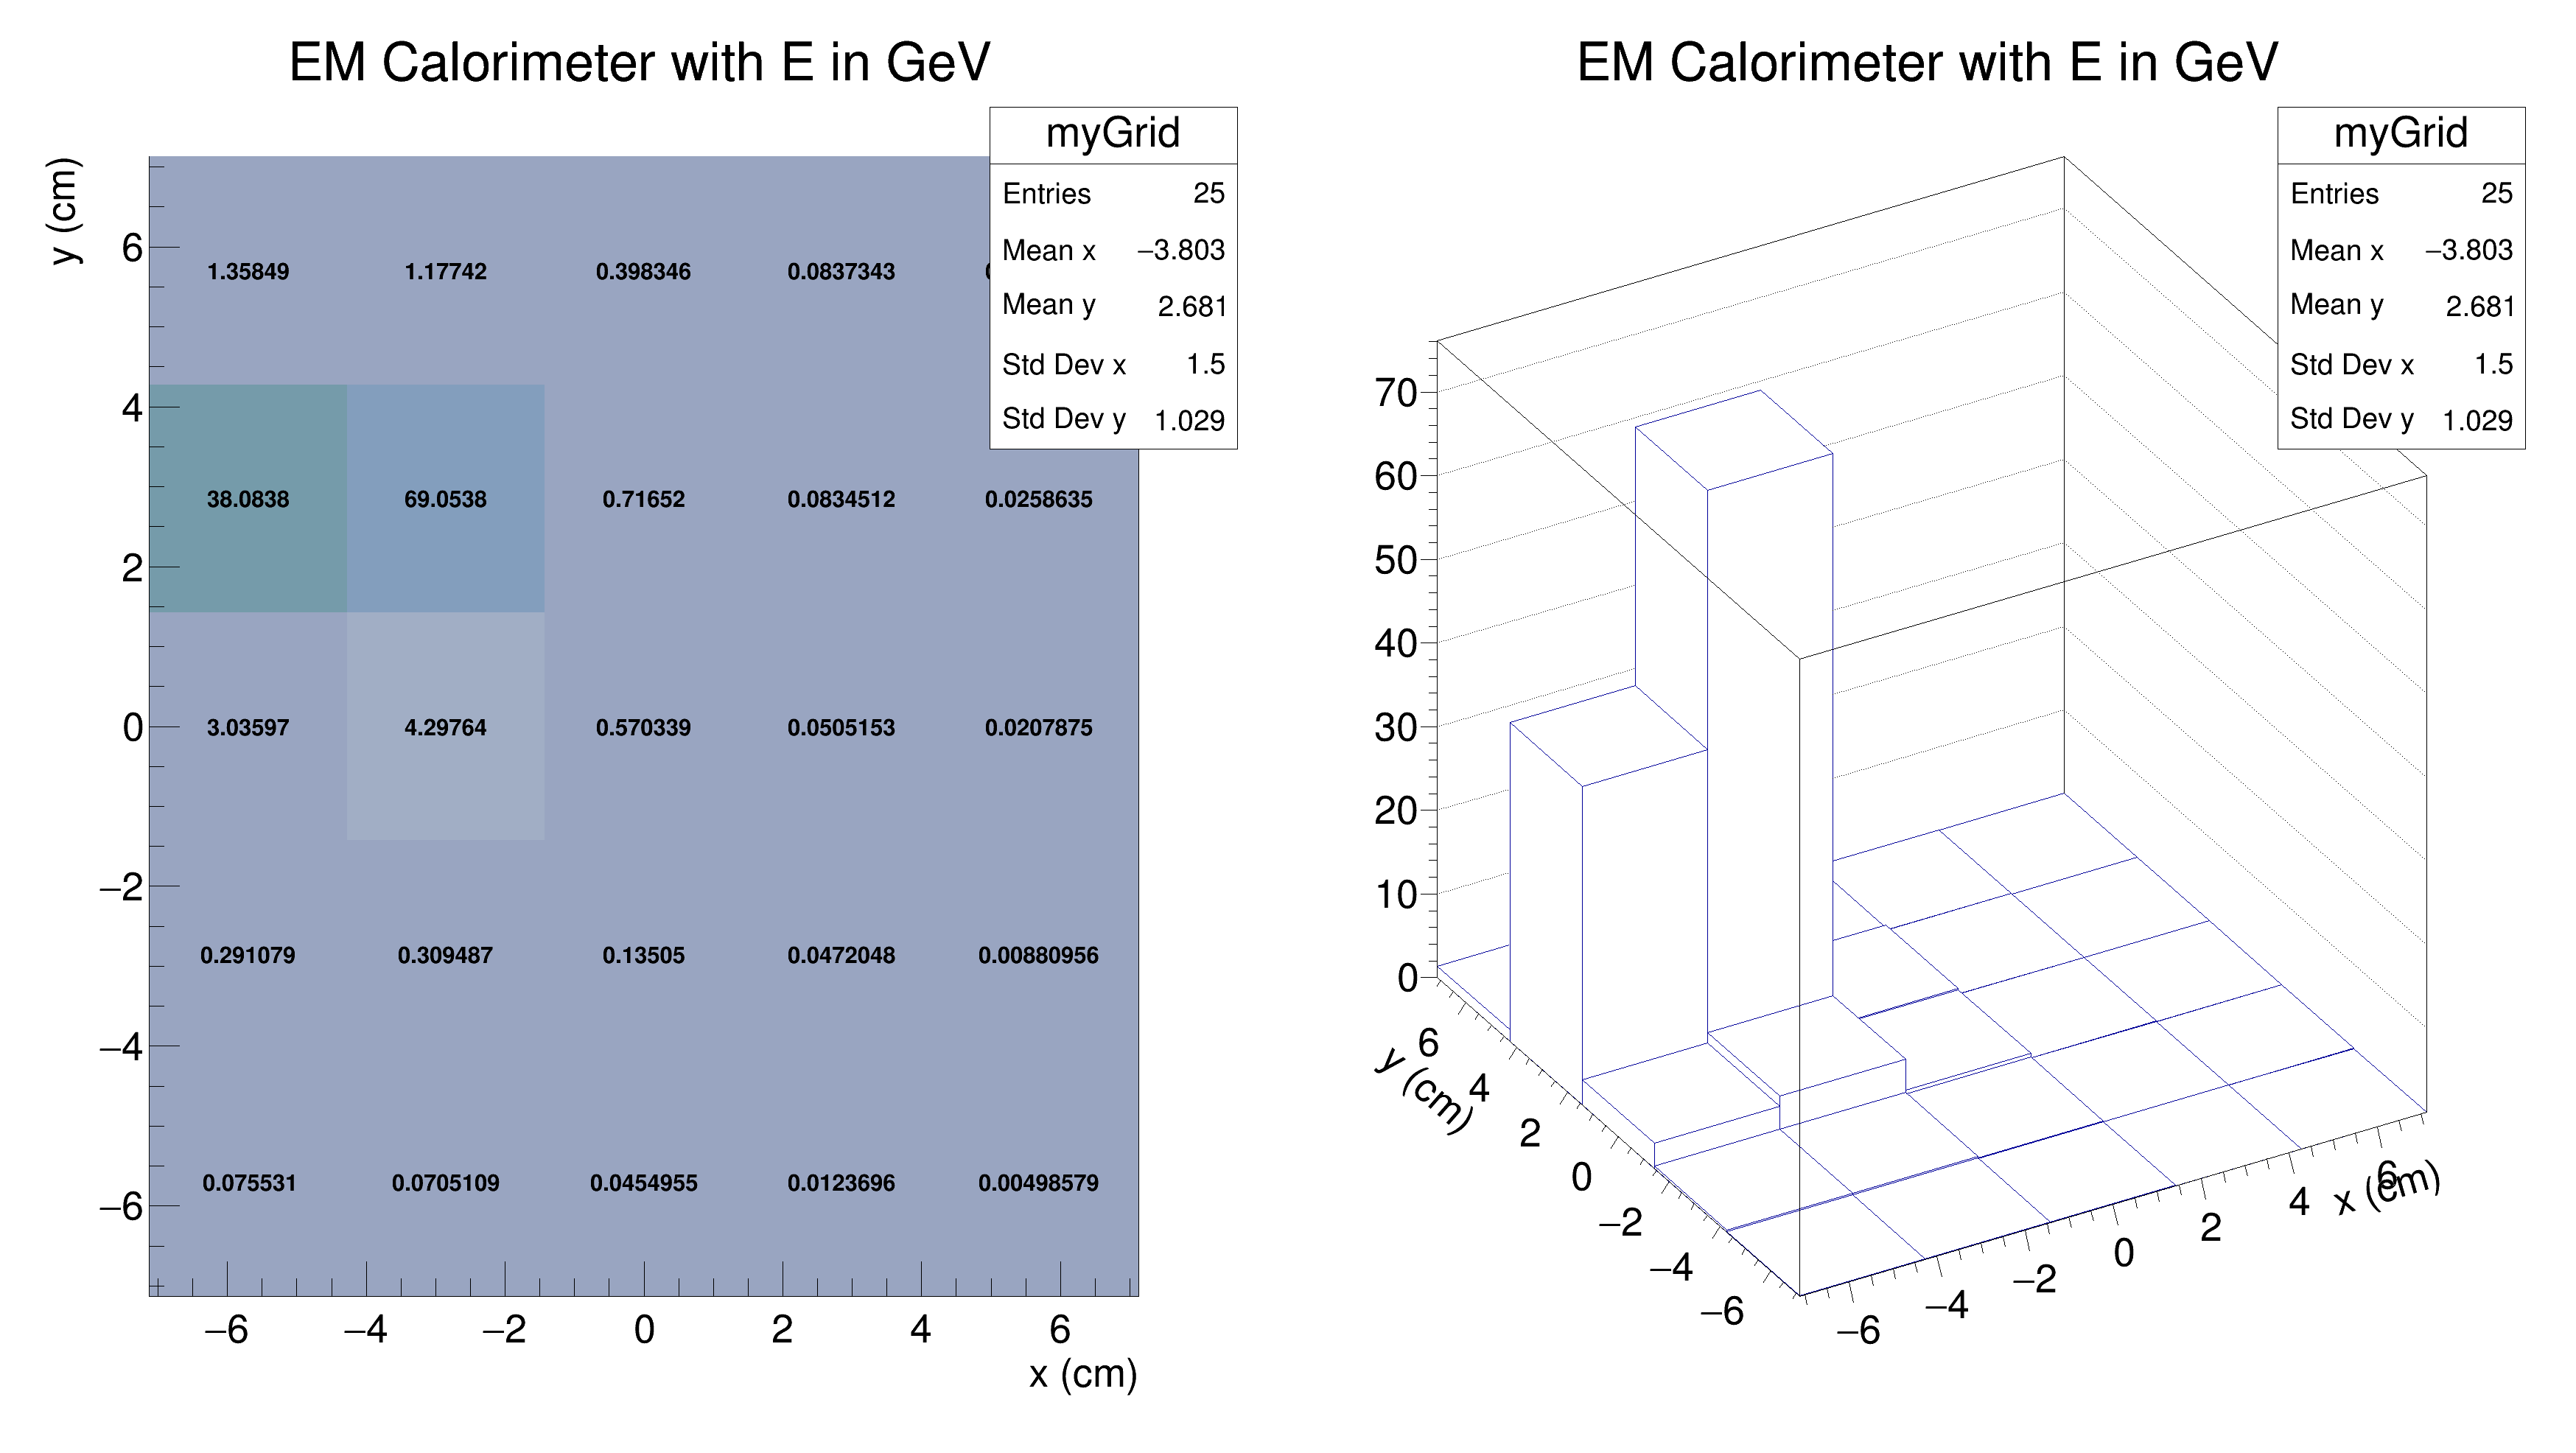 EM Calorimeter with E in GeV
myGrid
Entries 25
Mean x −3.803
Mean y 2.681
Std Dev x 1.5
Std Dev y 1.029
y (cm)
6
4
2
0
−2
−4
−6
1.35849 1.17742 0.398346 0.0837343
38.0838 69.0538 0.71652 0.0834512 0.0258635
3.03597 4.29764 0.570339 0.0505153 0.0207875
0.291079 0.309487 0.13505 0.0472048 0.00880956
0.075531 0.0705109 0.0454955 0.0123696 0.00498579
−6 −4 −2 0 2 4 6
x (cm)
EM Calorimeter with E in GeV
myGrid
Entries 25
Mean x −3.803
Mean y 2.681
Std Dev x 1.5
Std Dev y 1.029
70
60
50
40
30
20
10
0
y (cm)
6
4
2
0
−2
−4
−6
−6 −4 −2 0 2 4 6
x (cm)